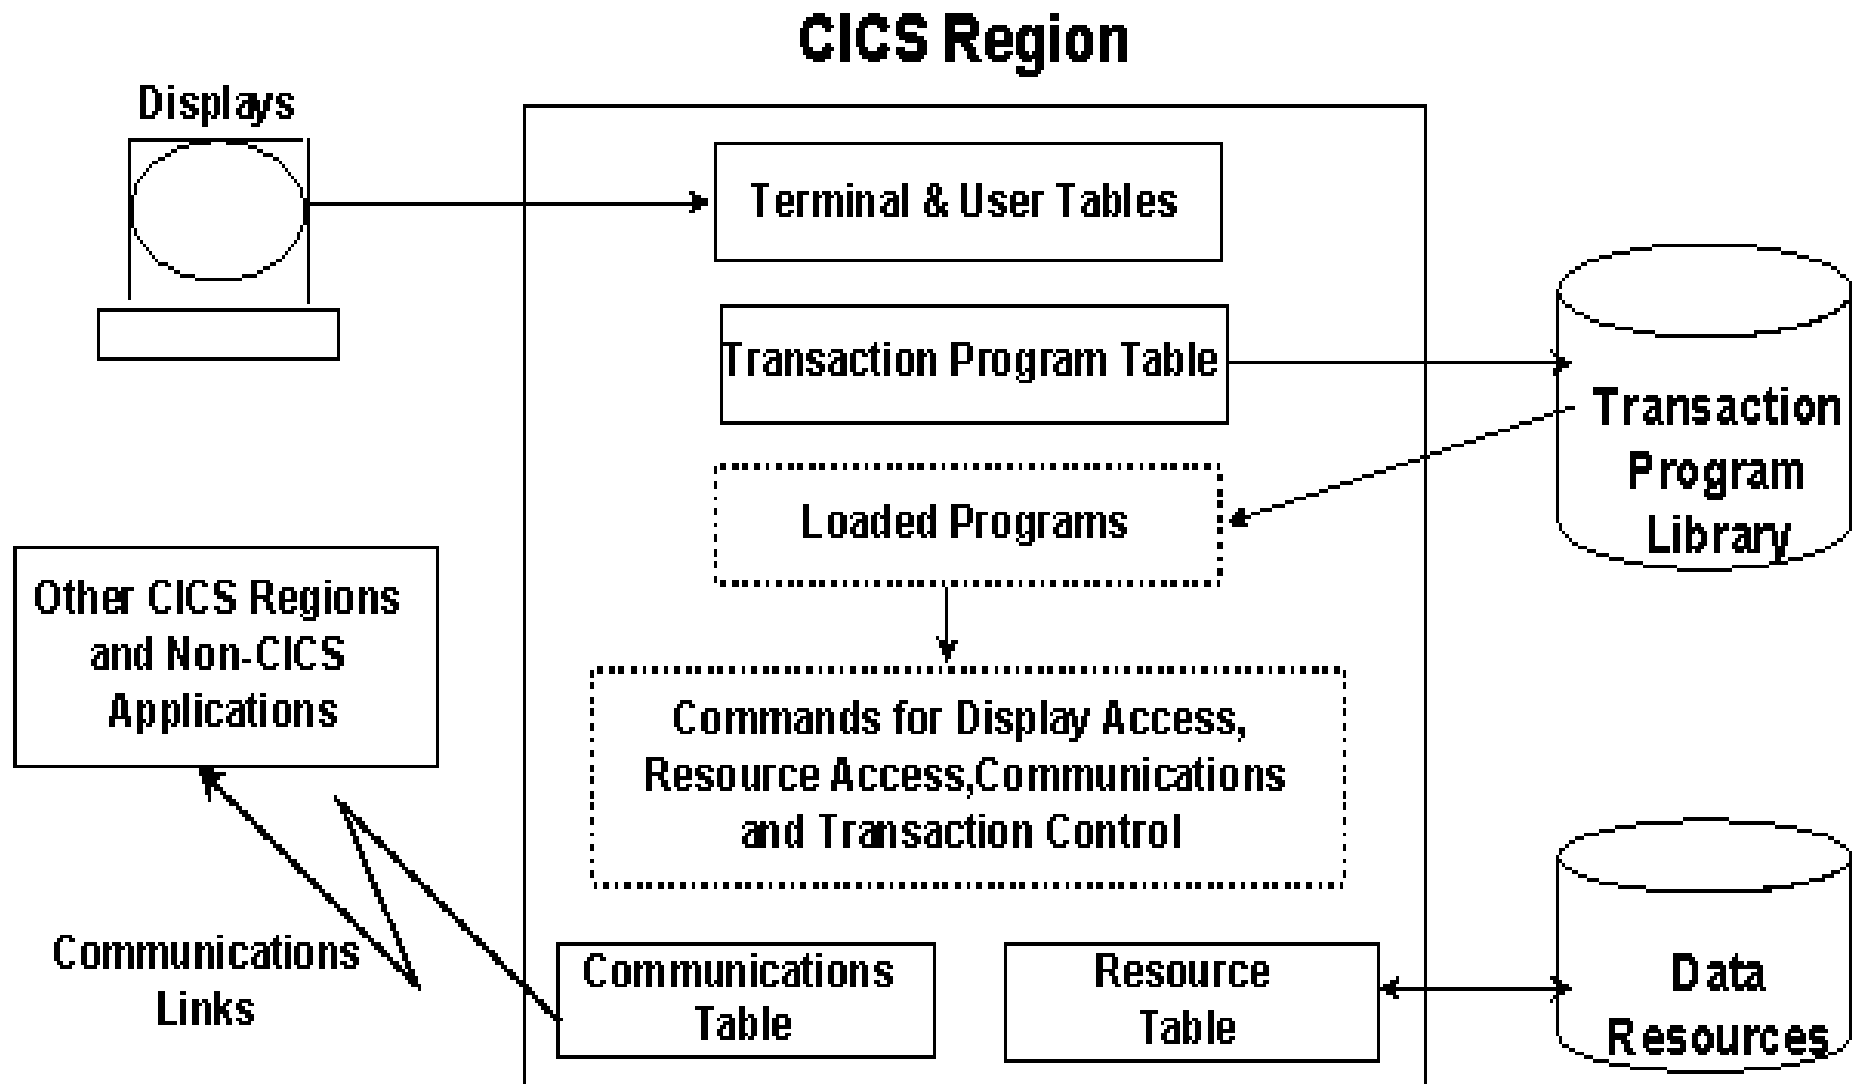 CICS Region
Displays
Terminal & User Tables
Transaction Program Table
Transaction
Program
Library
Loaded Programs
Other CICS Regions
and Non-CICS
Applications
Commands for Display Access,
Resource Access,Communications
and Transaction Control
Communications
Links
Communications
Table
Resource
Table
Data
Resources